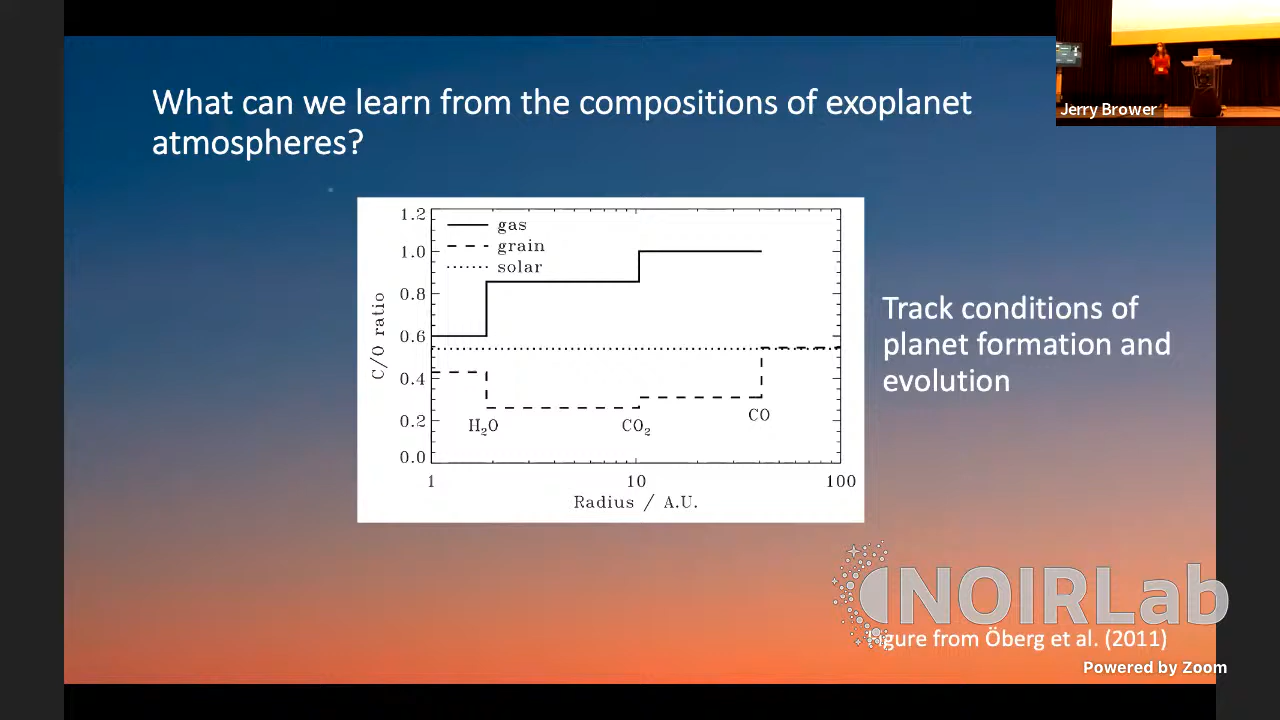 What can we learn from the compositions of exoplanet
atmospheres?
Jerry Brower
1.2
1.0
0.8
0.6
0.4
0.2
0.0
C/O ratio
gas
grain
solar
H₂O
CO₂
CO
1
10
100
Radius / A.U.
Track conditions of
planet formation and
evolution
NOIRLab
Figure from Öberg et al. (2011)
Powered by Zoom